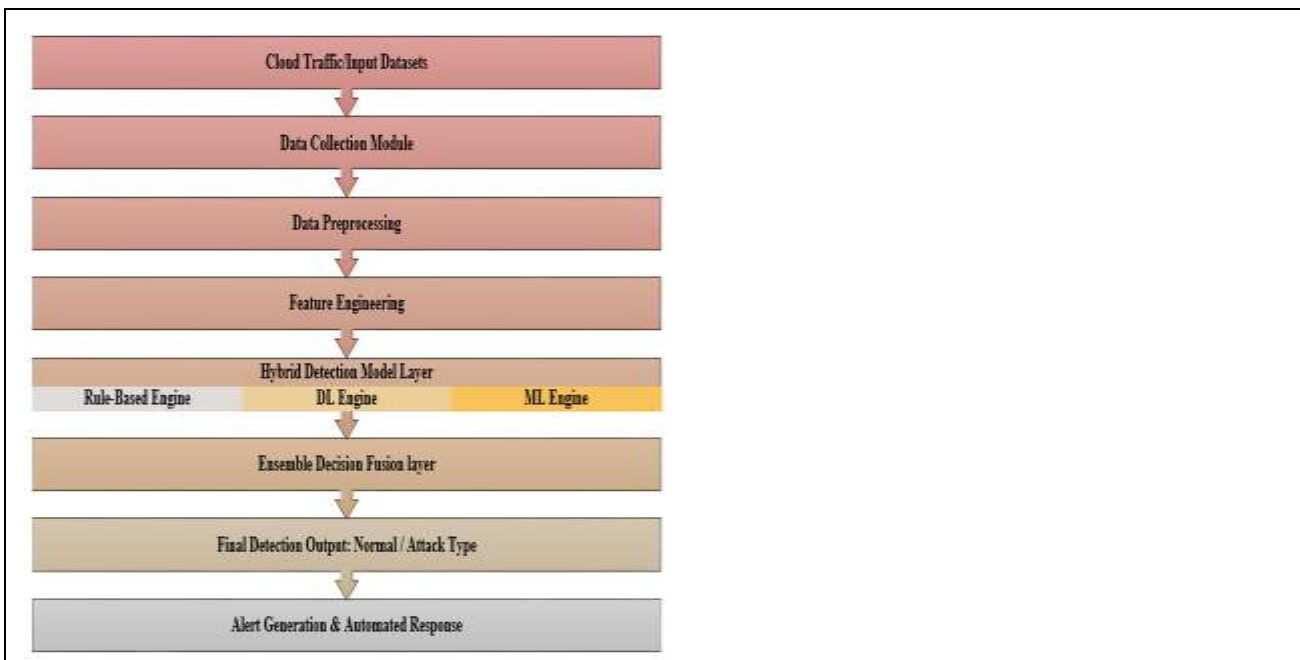 Cloud Traffic/Input Datasets
Data Collection Module
Data Preprocessing
Feature Engineering
Hybrid Detection Model Layer
Rule-Based Engine DL Engine ML Engine
Ensemble Decision Fusion layer
Final Detection Output: Normal / Attack Type
Alert Generation & Automated Response